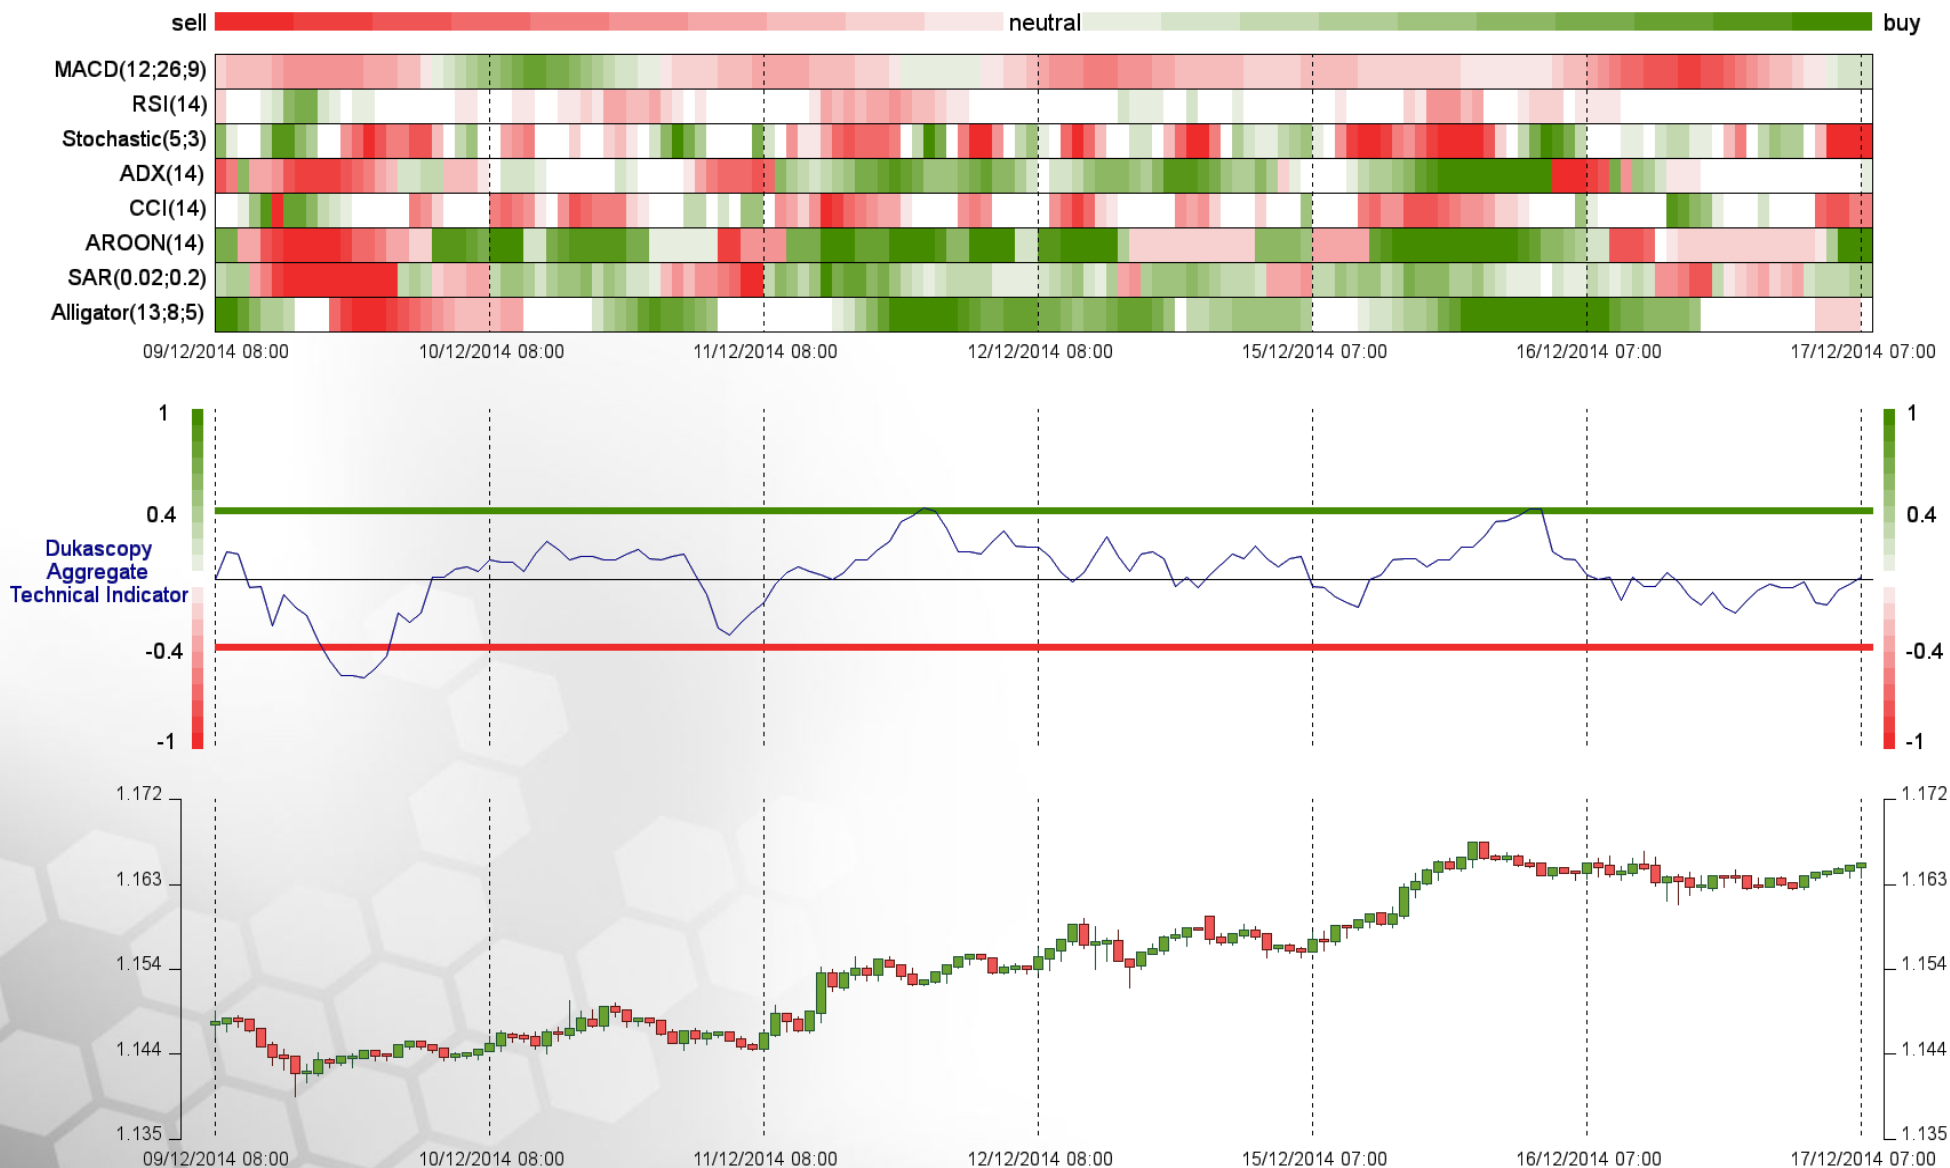 sell neutral buy
MACD(12;26;9)
RSI(14)
Stochastic(5;3)
ADX(14)
CCI(14)
AROON(14)
SAR(0.02;0.2)
Alligator(13;8;5)
09/12/2014 08:00 10/12/2014 08:00 11/12/2014 08:00 12/12/2014 08:00 15/12/2014 07:00 16/12/2014 07:00 17/12/2014 07:00
1 1
0.4 0.4
Dukascopy
Aggregate
Technical Indicator
-0.4 -0.4
-1 -1
1.172 1.172
1.163 1.163
1.154 1.154
1.144 1.144
1.135 1.135
09/12/2014 08:00 10/12/2014 08:00 11/12/2014 08:00 12/12/2014 08:00 15/12/2014 07:00 16/12/2014 07:00 17/12/2014 07:00